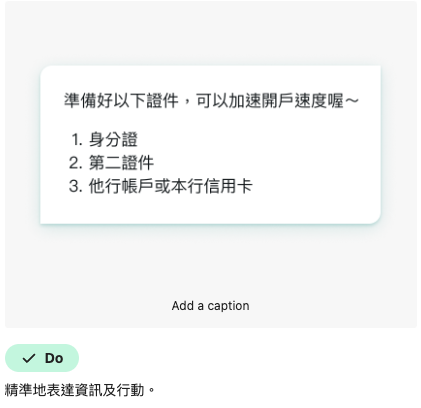 準備好以下證件，可以加速開戶速度喔～
1. 身分證
2. 第二證件
3. 他行帳戶或本行信用卡
Add a caption
Do
精準地表達資訊及行動。